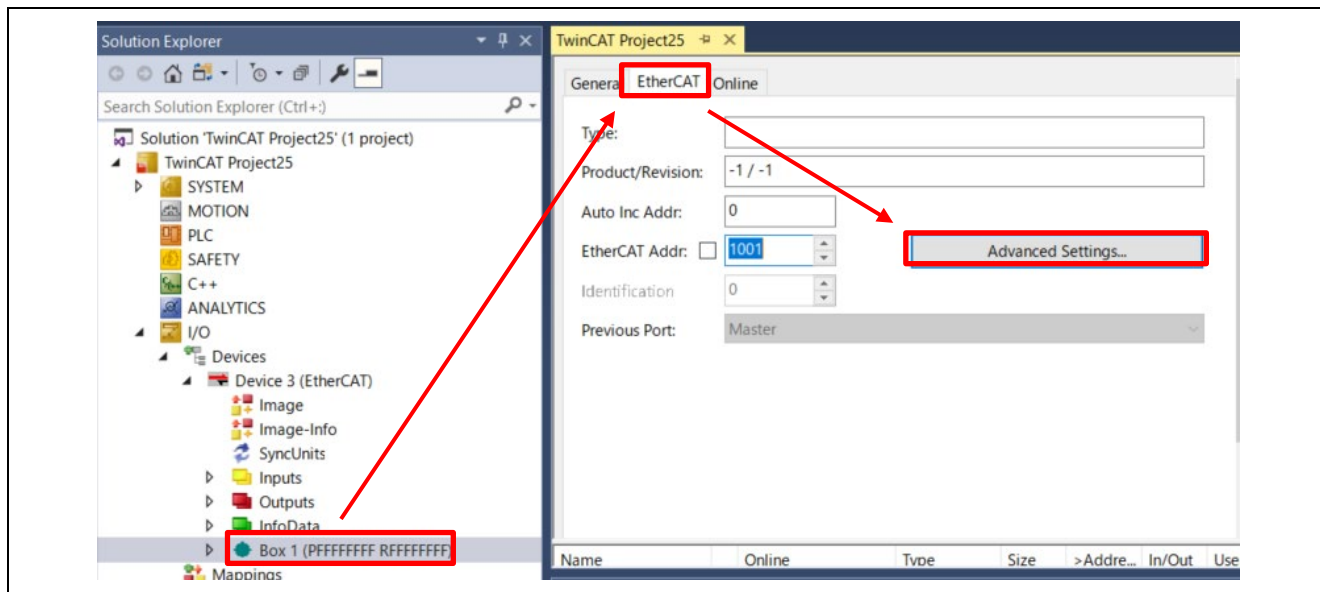 Solution Explorer
Search Solution Explorer (Ctrl+:)
Solution 'TwinCAT Project25' (1 project)
TwinCAT Project25
SYSTEM
MOTION
PLC
SAFETY
C++
ANALYTICS
I/O
Devices
Device 3 (EtherCAT)
Image
Image-Info
SyncUnits
Inputs
Outputs
InfoData
Box 1 (PFFFFFFFF RFFFFFFFF)
Mappings
TwinCAT Project25
Genera EtherCAT Online
Type:
Product/Revision: -1 / -1
Auto Inc Addr: 0
EtherCAT Addr: 1001 Advanced Settings...
Identification 0
Previous Port: Master
Name Online Type Size >Addre... In/Out Use